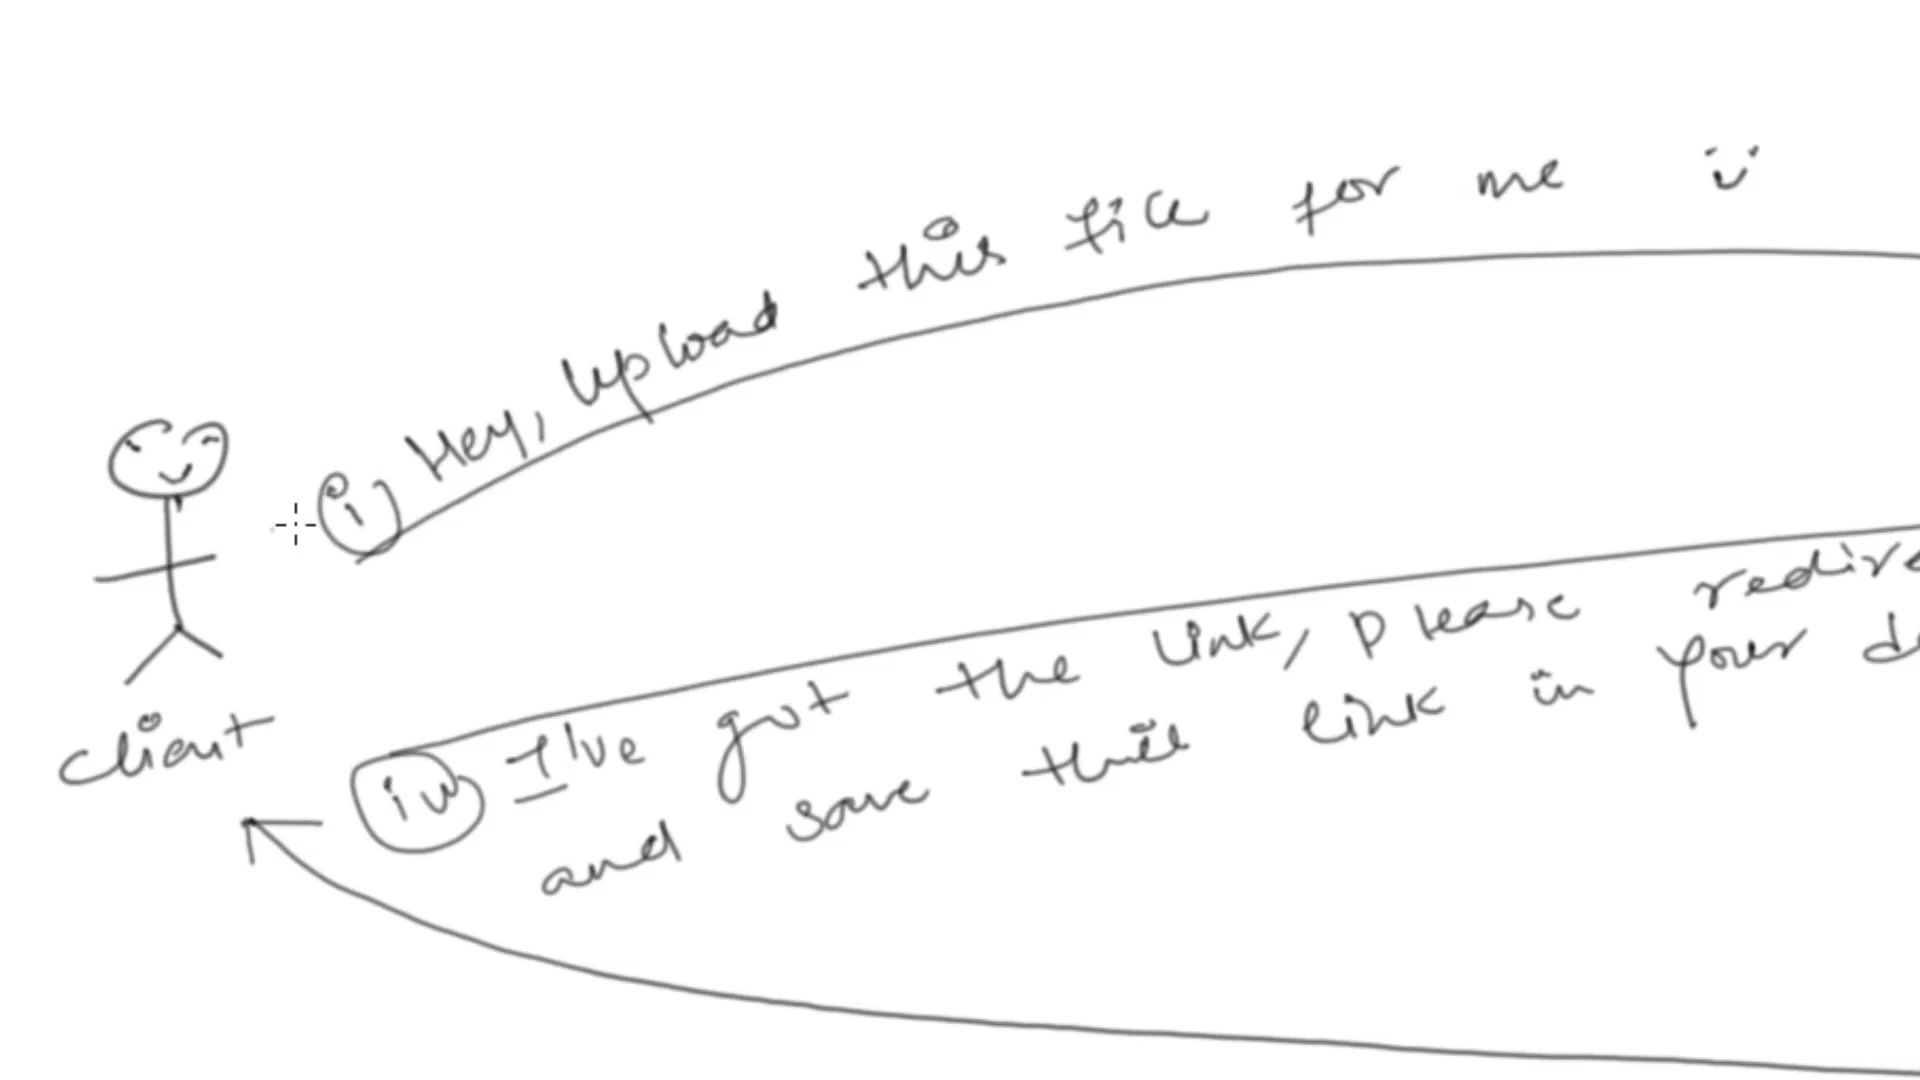 i) Hey, Upload this file for me
iv) I've got the link, please redire
and save this link in your d
client